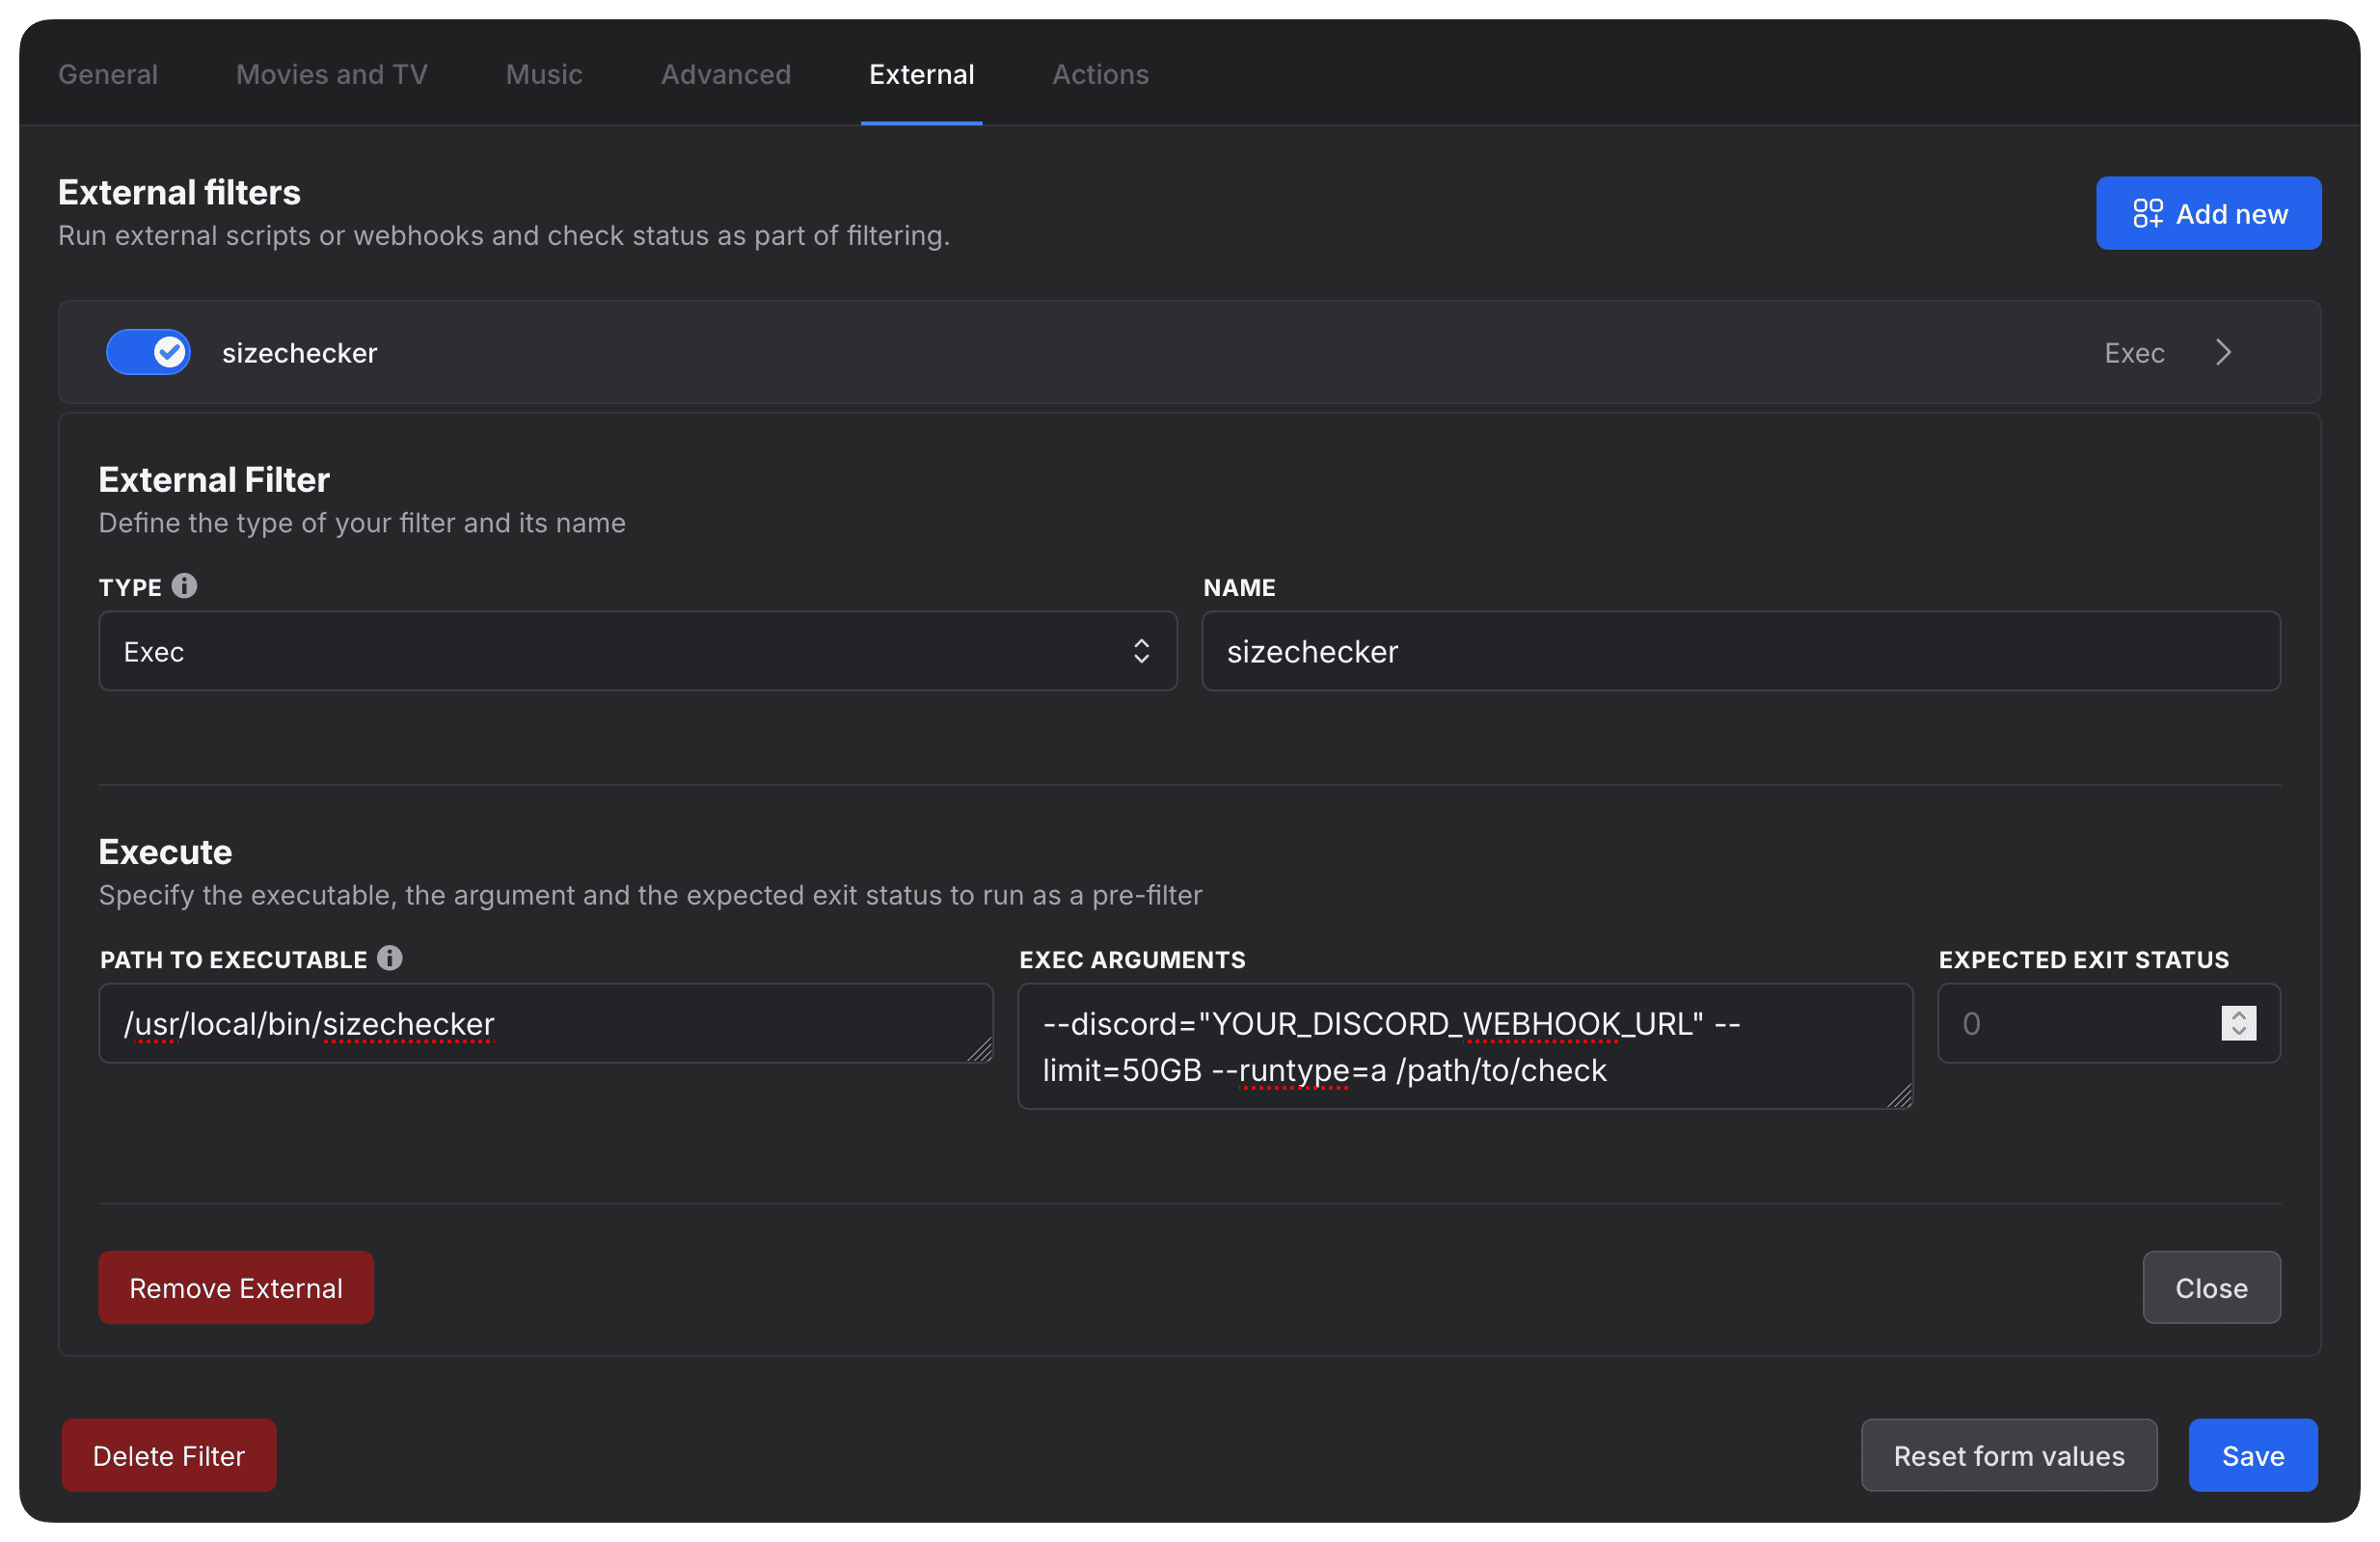 General Movies and TV Music Advanced External Actions
External filters
Run external scripts or webhooks and check status as part of filtering.
Add new
sizechecker Exec
External Filter
Define the type of your filter and its name
TYPE NAME
Exec sizechecker
Execute
Specify the executable, the argument and the expected exit status to run as a pre-filter
PATH TO EXECUTABLE EXEC ARGUMENTS EXPECTED EXIT STATUS
/usr/local/bin/sizechecker --discord="YOUR_DISCORD_WEBHOOK_URL" -- 0
limit=50GB --runtype=a /path/to/check
Remove External Close
Delete Filter Reset form values Save